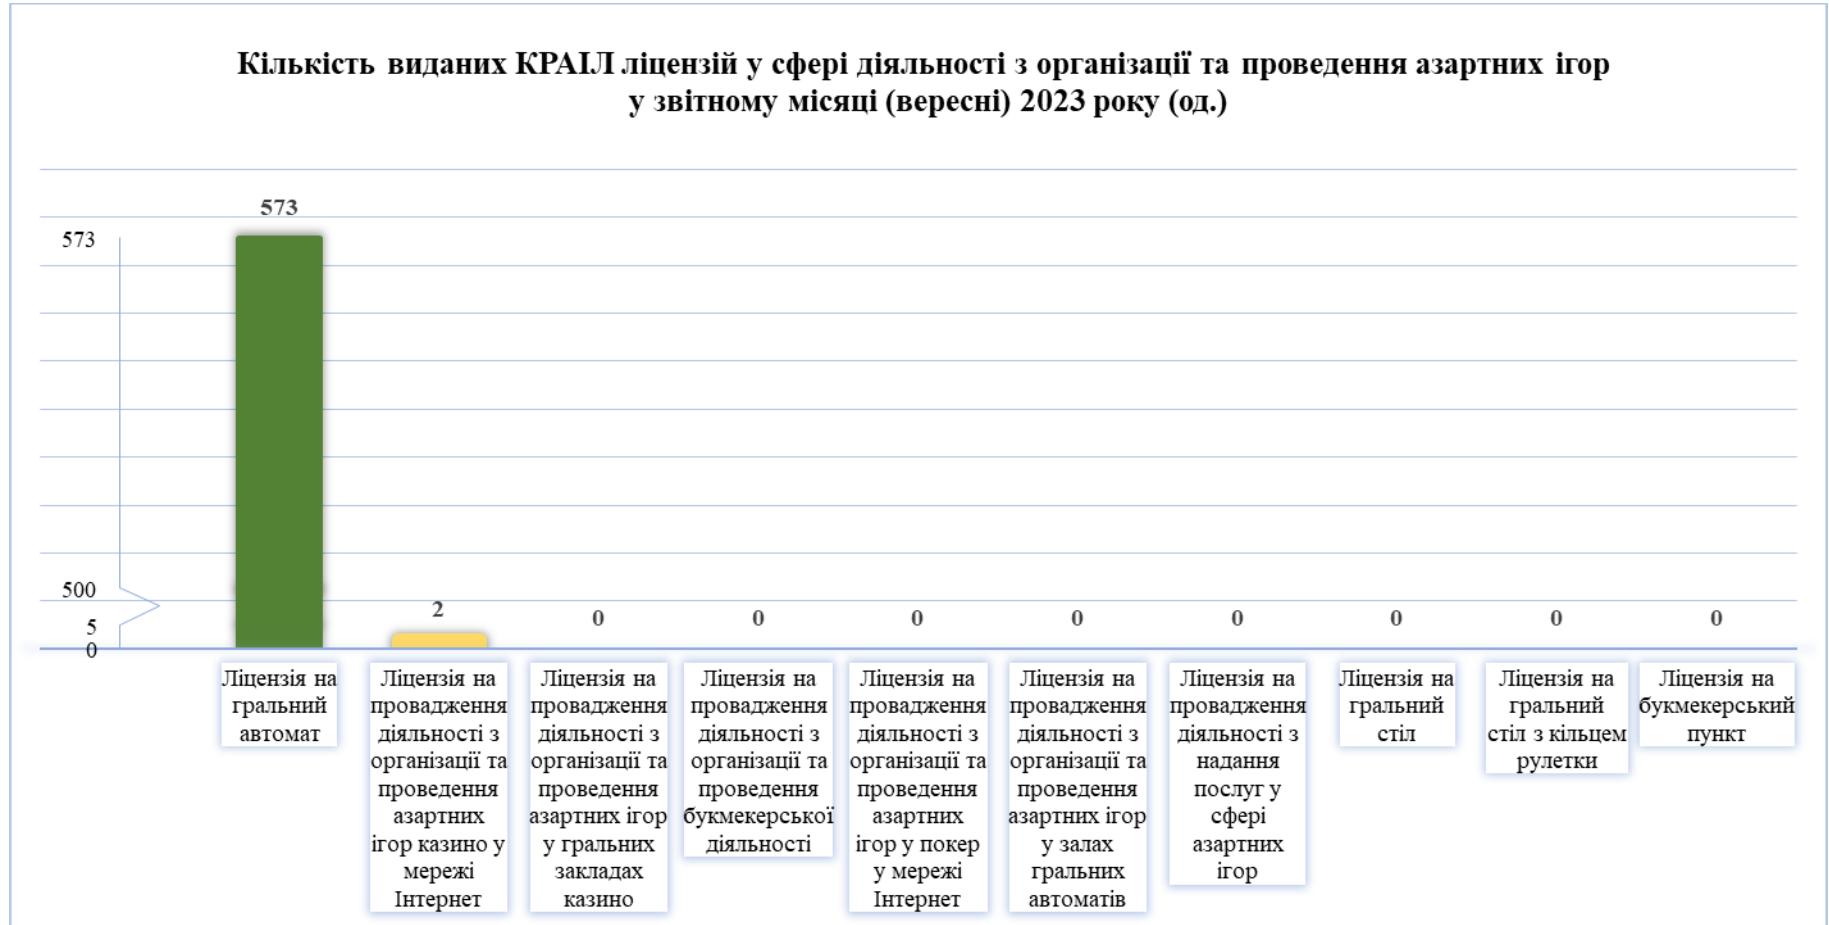 Кількість виданих КРАІЛ ліцензій у сфері діяльності з організації та проведення азартних ігор
у звітному місяці (вересні) 2023 року (од.)
573
573
500
5
0
2
0
0
0
0
0
0
0
0
Ліцензія на
гральний
автомат
Ліцензія на
провадження
діяльності з
організації та
проведення
азартних
ігор казино у
мережі
Інтернет
Ліцензія на
провадження
діяльності з
організації та
проведення
азартних ігор
у гральних
закладах
казино
Ліцензія на
провадження
діяльності з
організації та
проведення
букмекерської
діяльності
Ліцензія на
провадження
діяльності з
організації та
проведення
азартних
ігор у покер
у мережі
Інтернет
Ліцензія на
провадження
діяльності з
організації та
проведення
азартних ігор
у залах
гральних
автоматів
Ліцензія на
провадження
діяльності з
надання
послуг у
сфері
азартних
ігор
Ліцензія на
гральний
стіл
Ліцензія на
гральний
стіл з кільцем
рулетки
Ліцензія на
букмекерський
пункт